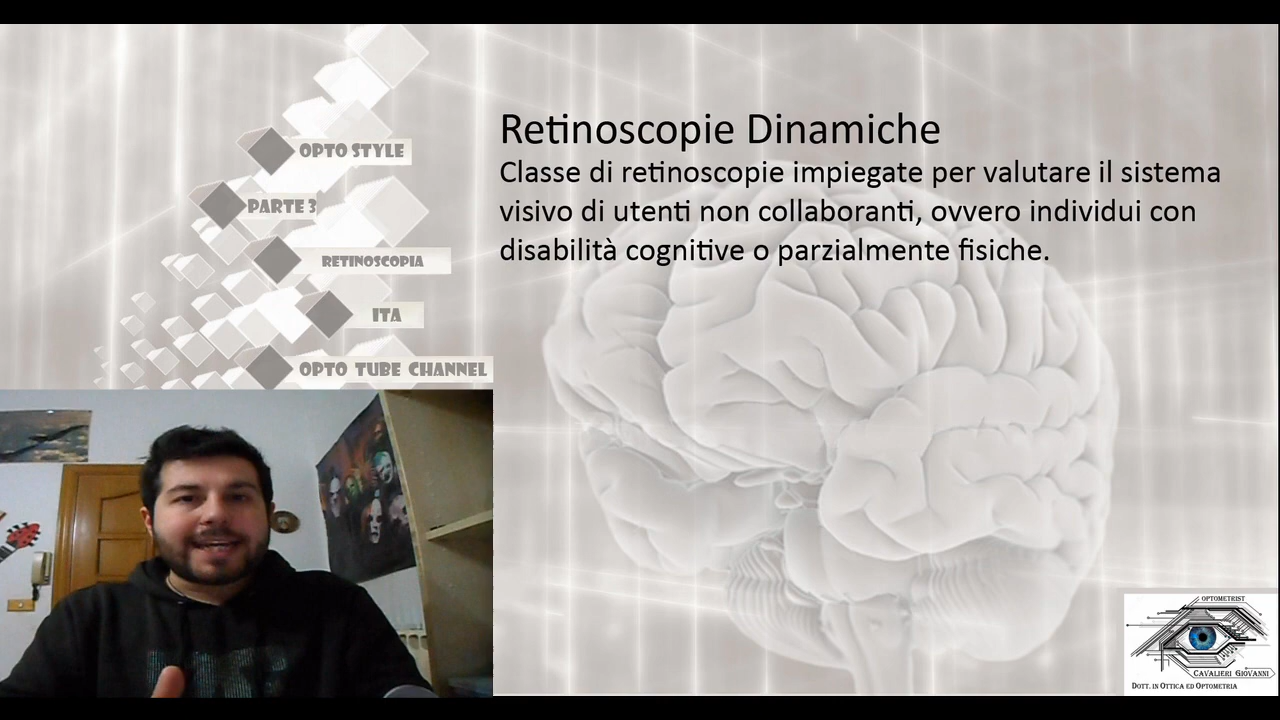 OPTO STYLE
PARTE 3
RETINOSCOPIA
ITA
OPTO TUBE CHANNEL
Retinoscopie Dinamiche
Classe di retinoscopie impiegate per valutare il sistema
visivo di utenti non collaboranti, ovvero individui con
disabilità cognitive o parzialmente fisiche.
OPTOMETRIST
CAVALIERI GIOVANNI
DOTT. IN OTTICA ED OPTOMETRIA